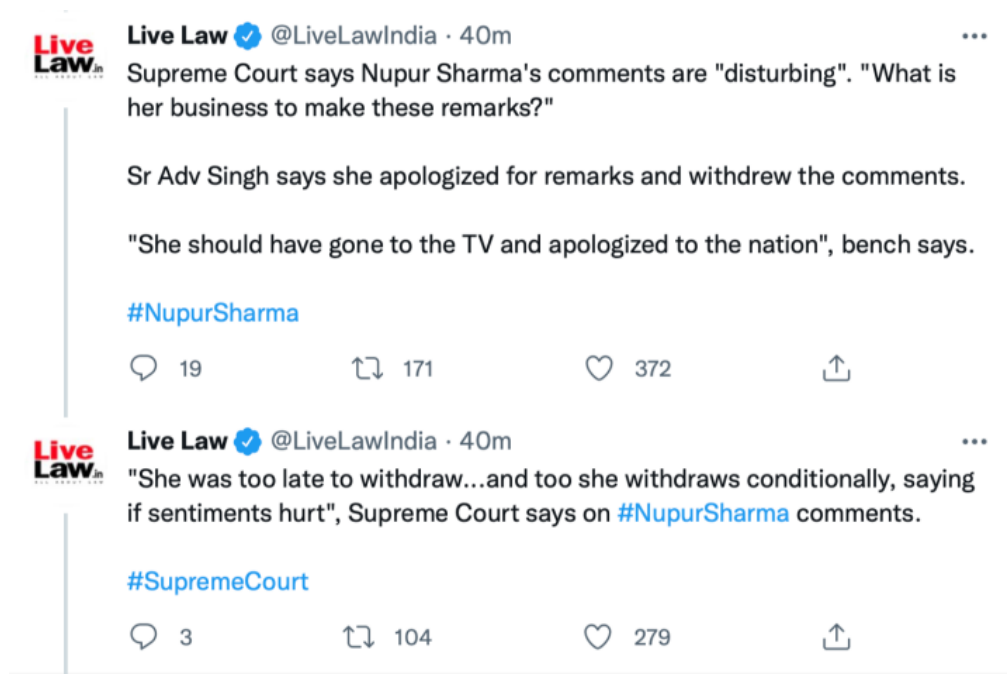 Live Law @LiveLawIndia · 40m
Live
Law.in
Supreme Court says Nupur Sharma's comments are "disturbing". "What is
her business to make these remarks?"
Sr Adv Singh says she apologized for remarks and withdrew the comments.
"She should have gone to the TV and apologized to the nation", bench says.
#NupurSharma
19 171 372
Live Law @LiveLawIndia · 40m
Live
Law.in
"She was too late to withdraw...and too she withdraws conditionally, saying
if sentiments hurt", Supreme Court says on #NupurSharma comments.
#SupremeCourt
3 104 279